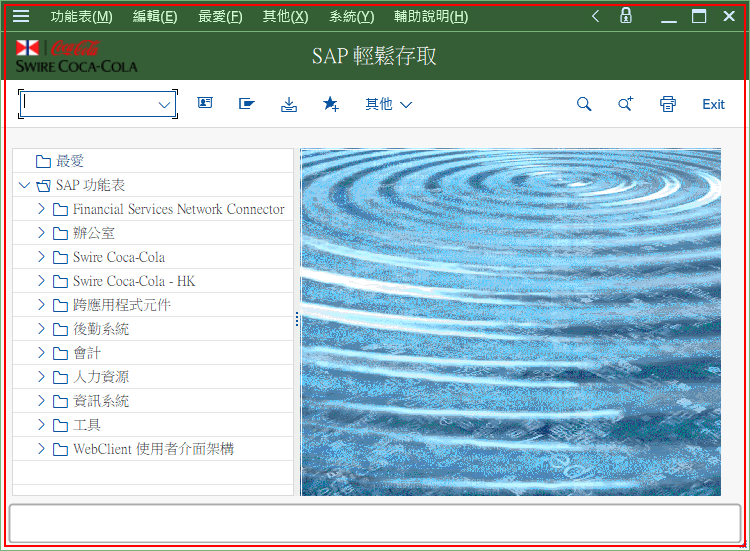 功能表(M) 編輯(E) 最愛(F) 其他(X) 系統(Y) 輔助說明(H)
Coca-Cola
SWIRE COCA-COLA
SAP 輕鬆存取
其他
Exit
最愛
SAP 功能表
Financial Services Network Connector
辦公室
Swire Coca-Cola
Swire Coca-Cola - HK
跨應用程式元件
後勤系統
會計
人力資源
資訊系統
工具
WebClient 使用者介面架構